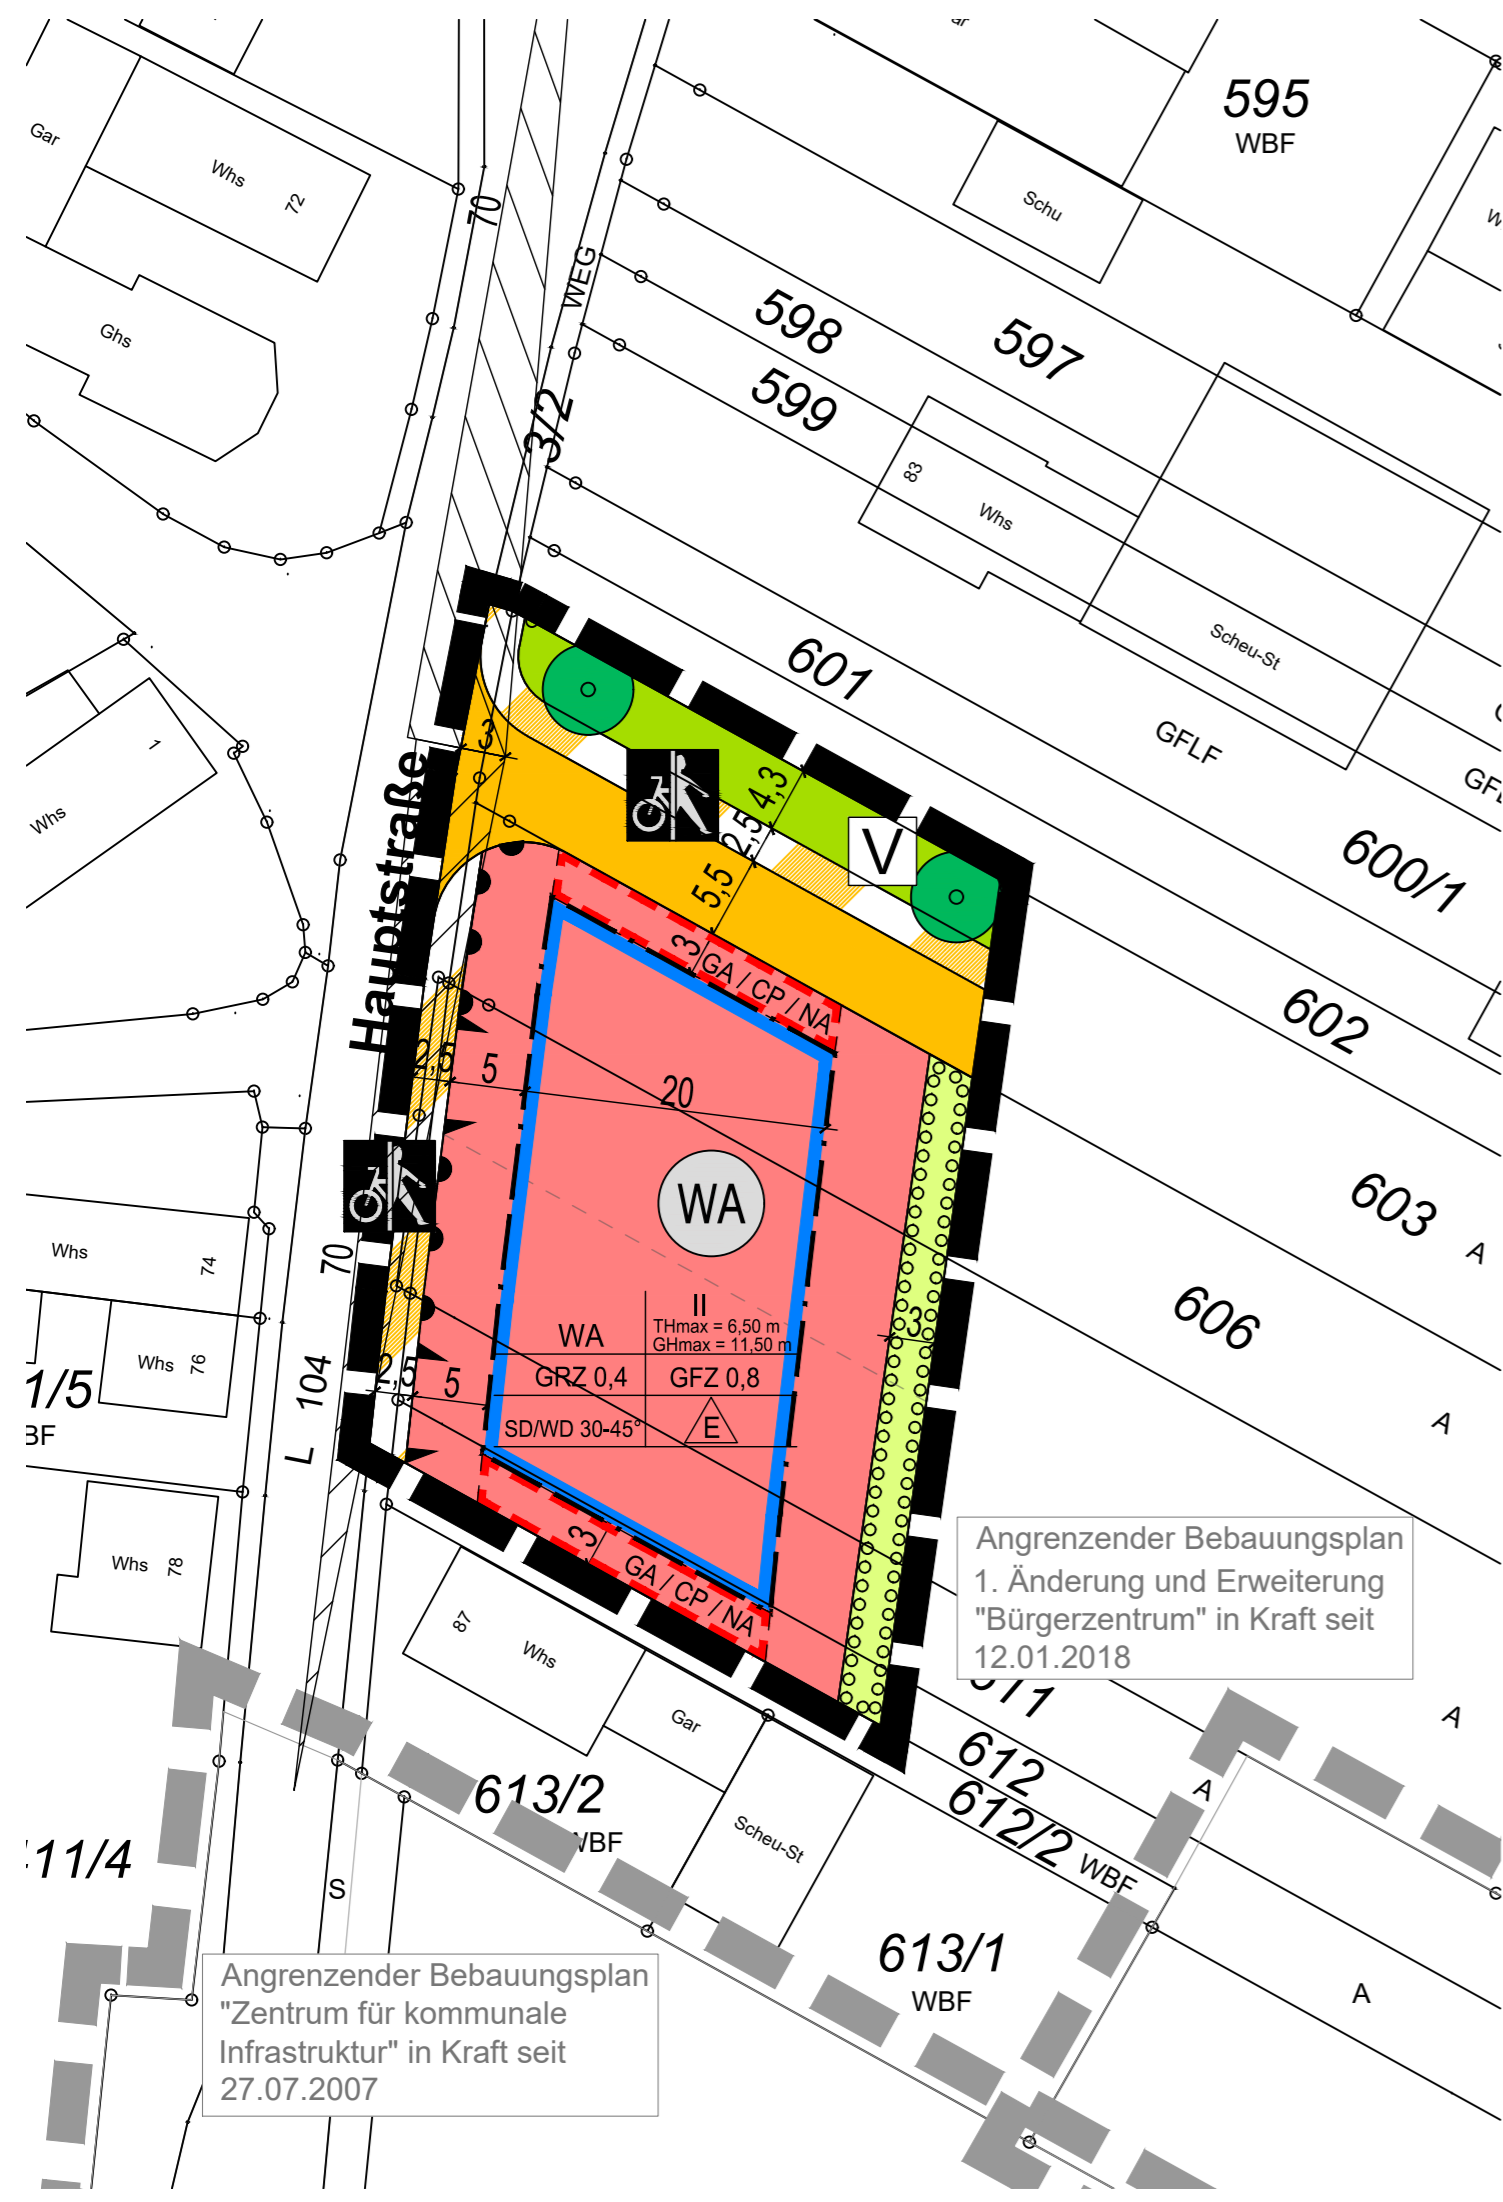 595
WBF
Gar
Whs
72
Schu
70
WEG
Ghs
598
597
599
3/2
83
Whs
Scheu-St
601
GFLF
1
Whs
3
Hauptstraße
4,3
2,5
5,5
V
600/1
3
GA / CP / NA
602
2,5
5
20
603
A
WA
606
Whs
74
70
II
THmax = 6,50 m
GHmax = 11,50 m
WA
3
GRZ 0,4
GFZ 0,8
SD/WD 30-45°
E
Whs
76
1/5
BF
L 104
2,5
5
A
Whs
78
3
GA / CP / NA
Angrenzender Bebauungsplan
1. Änderung und Erweiterung
"Bürgerzentrum" in Kraft seit
12.01.2018
87
Whs
Gar
A
612
A
612/2
WBF
613/2
WBF
Scheu-St
11/4
S
613/1
WBF
A
Angrenzender Bebauungsplan
"Zentrum für kommunale
Infrastruktur" in Kraft seit
27.07.2007